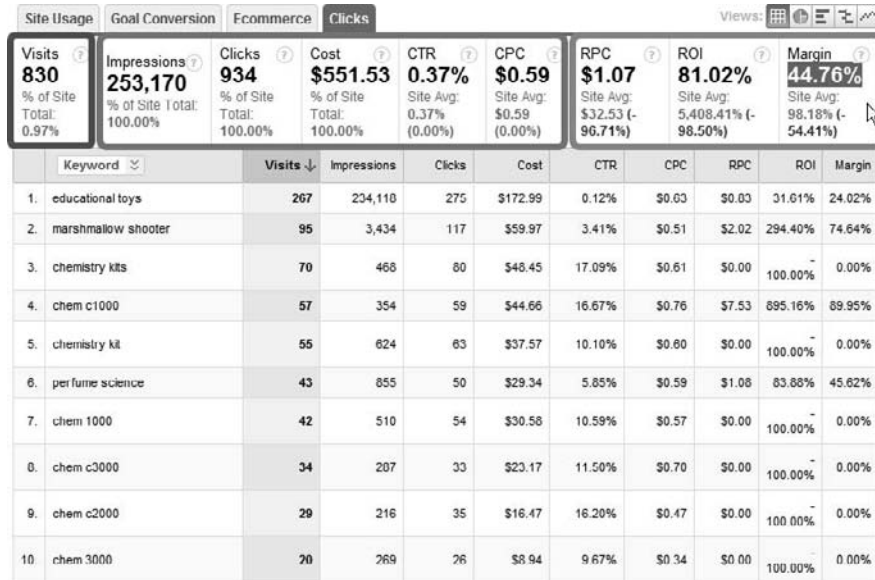 Site Usage Goal Conversion Ecommerce Clicks Views:
Visits ?
830
% of Site
Total:
0.97%
Impressions ?
253,170
% of Site Total:
100.00%
Clicks ?
934
% of Site
Total:
100.00%
Cost ?
$551.53
% of Site
Total:
100.00%
CTR ?
0.37%
Site Avg:
0.37%
(0.00%)
CPC ?
$0.59
Site Avg:
$0.59
(0.00%)
RPC ?
$1.07
Site Avg:
$32.53 (-
96.71%)
ROI ?
81.02%
Site Avg:
5,408.41% (-
98.50%)
Margin ?
44.76%
Site Avg:
98.18% (-
54.41%)
Keyword Visits ↓ Impressions Clicks Cost CTR CPC RPC ROI Margin
1. educational toys 267 234,118 275 $172.99 0.12% $0.63 $0.83 31.61% 24.02%
2. marshmallow shooter 95 3,434 117 $59.97 3.41% $0.51 $2.02 294.40% 74.64%
3. chemistry kits 70 468 80 $48.45 17.09% $0.61 $0.00 -100.00% 0.00%
4. chem c1000 57 354 59 $44.66 16.67% $0.76 $7.53 895.16% 89.95%
5. chemistry kit 55 624 63 $37.57 10.10% $0.60 $0.00 -100.00% 0.00%
6. perfume science 43 855 50 $29.34 5.85% $0.59 $1.08 83.88% 45.62%
7. chem 1000 42 510 54 $30.58 10.59% $0.57 $0.00 -100.00% 0.00%
8. chem c3000 34 287 33 $23.17 11.50% $0.70 $0.00 -100.00% 0.00%
9. chem c2000 29 216 35 $16.47 16.20% $0.47 $0.00 -100.00% 0.00%
10. chem 3000 20 269 26 $8.94 9.67% $0.34 $0.00 -100.00% 0.00%